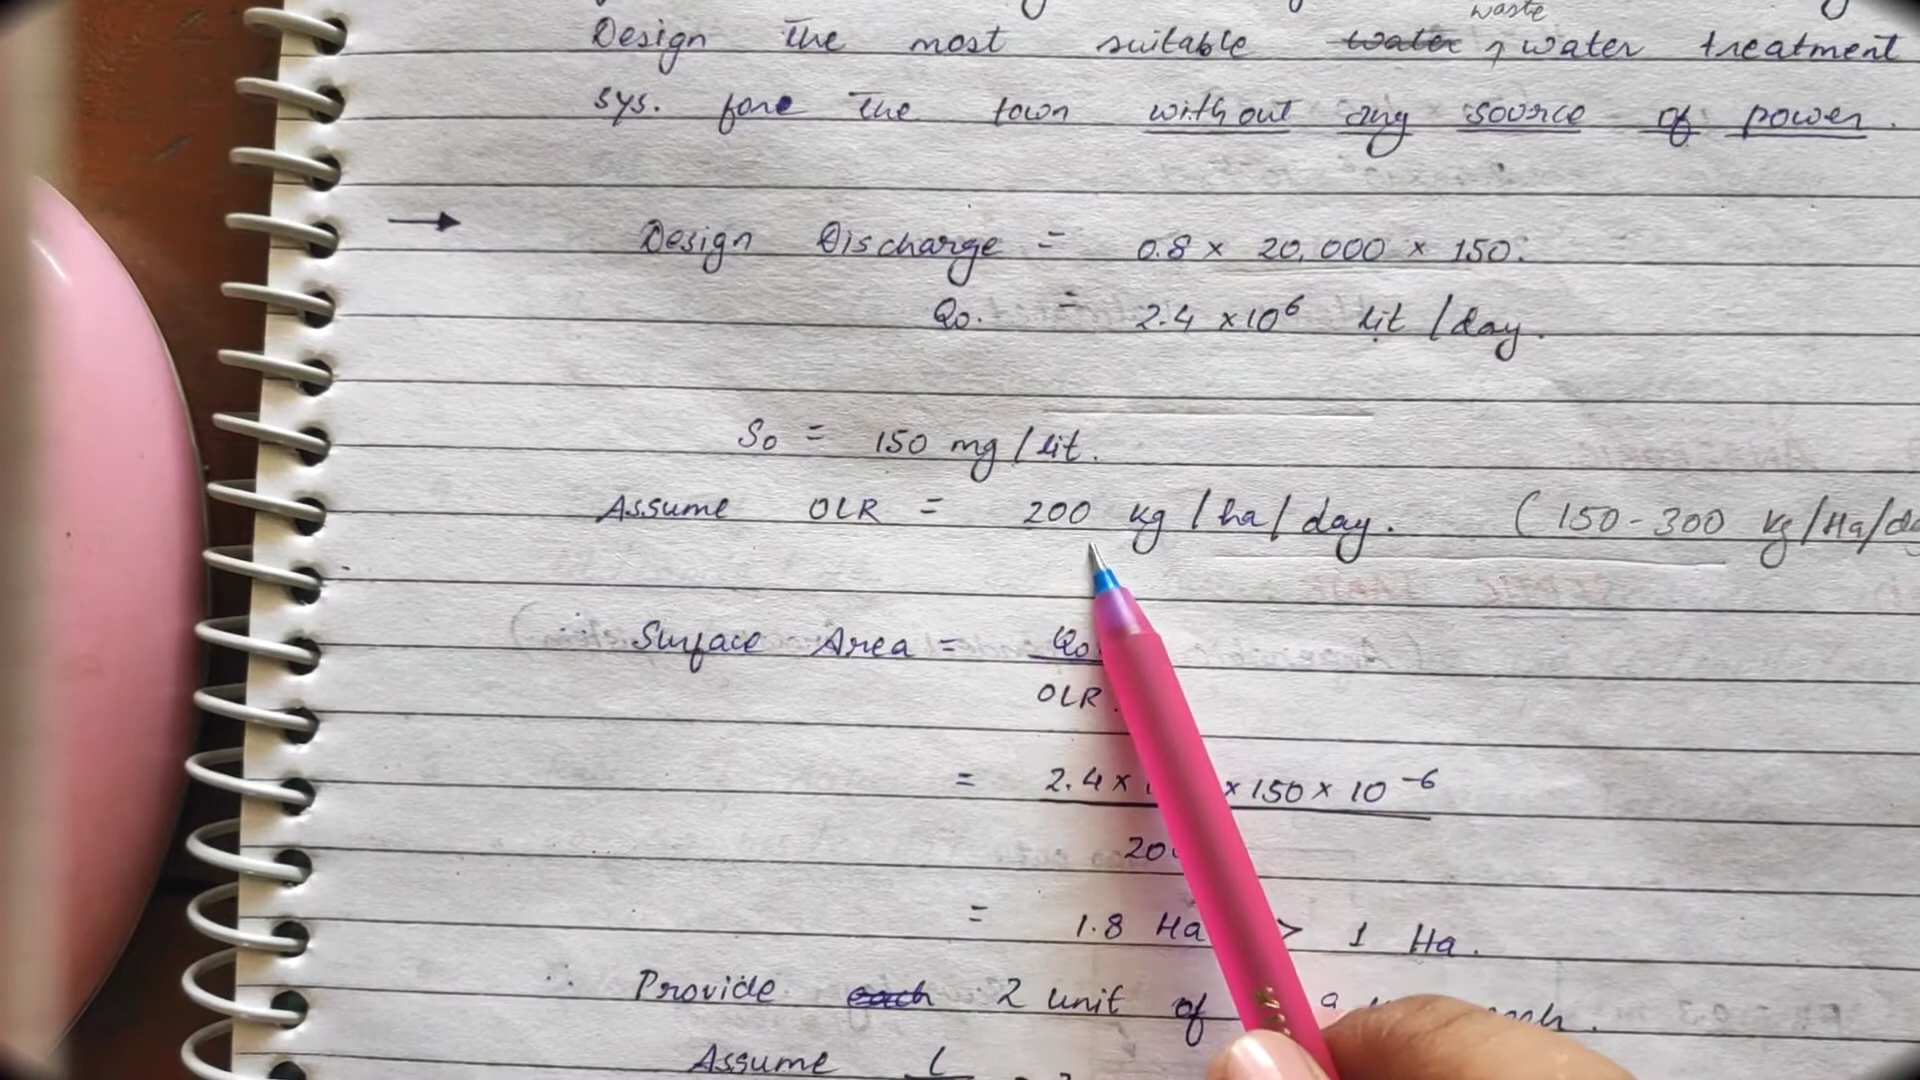 waste
Design the most suitable water water treatment
sys. fore the town without any source of power.
Design Discharge = 0.8 × 20,000 × 150.
Qo. = 2.4 × 10⁶ lit / day.
So = 150 mg / lit.
Assume OLR = 200 kg / ha / day. ( 150 - 300 kg / Ha /
Surface Area = Qo
OLR
= 2.4 × × 150 × 10⁻⁶
20
= 1.8 Ha > 1 Ha.
∴ Provide each 2 unit of
Assume L